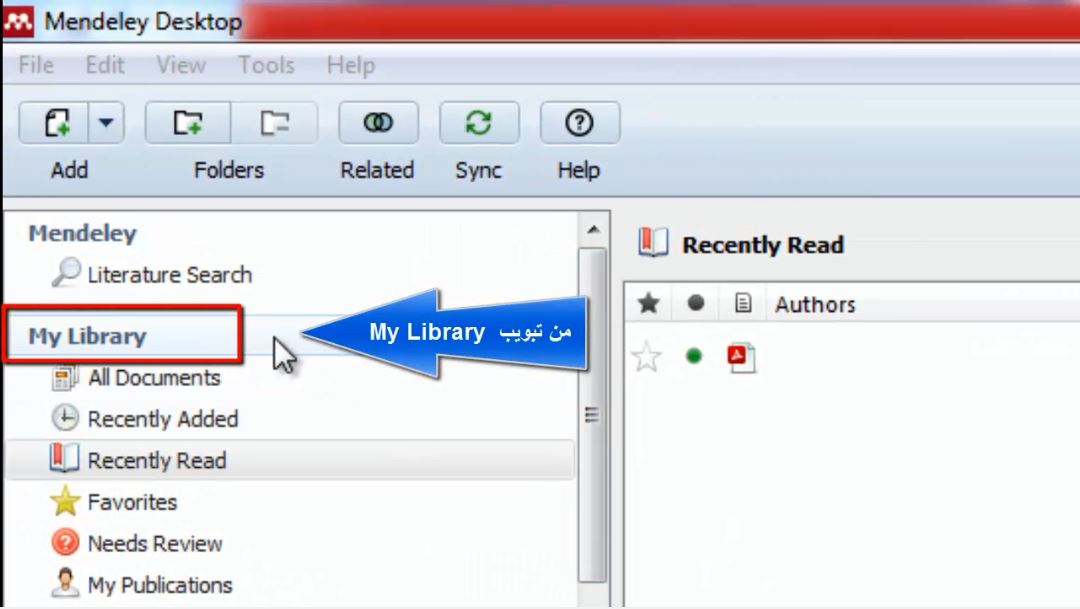 Mendeley Desktop
File Edit View Tools Help
Add Folders Related Sync Help
Mendeley
Literature Search
My Library
من تبويب My Library
All Documents
Recently Added
Recently Read
Favorites
Needs Review
My Publications
Recently Read
Authors